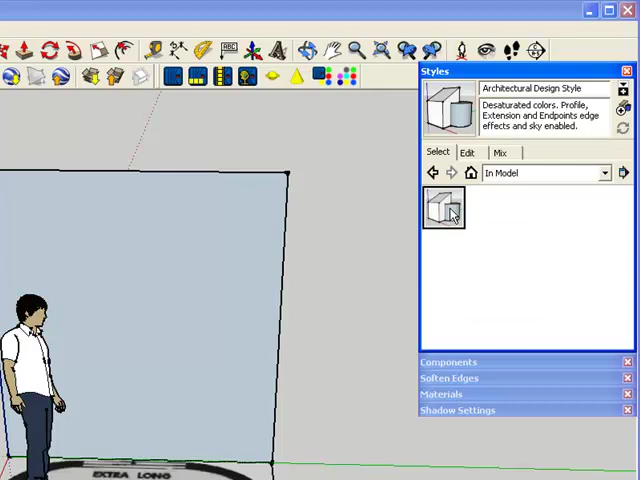 ABC
Styles
Architectural Design Style
Desaturated colors. Profile,
Extension and Endpoints edge
effects and sky enabled.
Select
Edit
Mix
In Model
Components
Soften Edges
Materials
Shadow Settings
EXTRA LONG